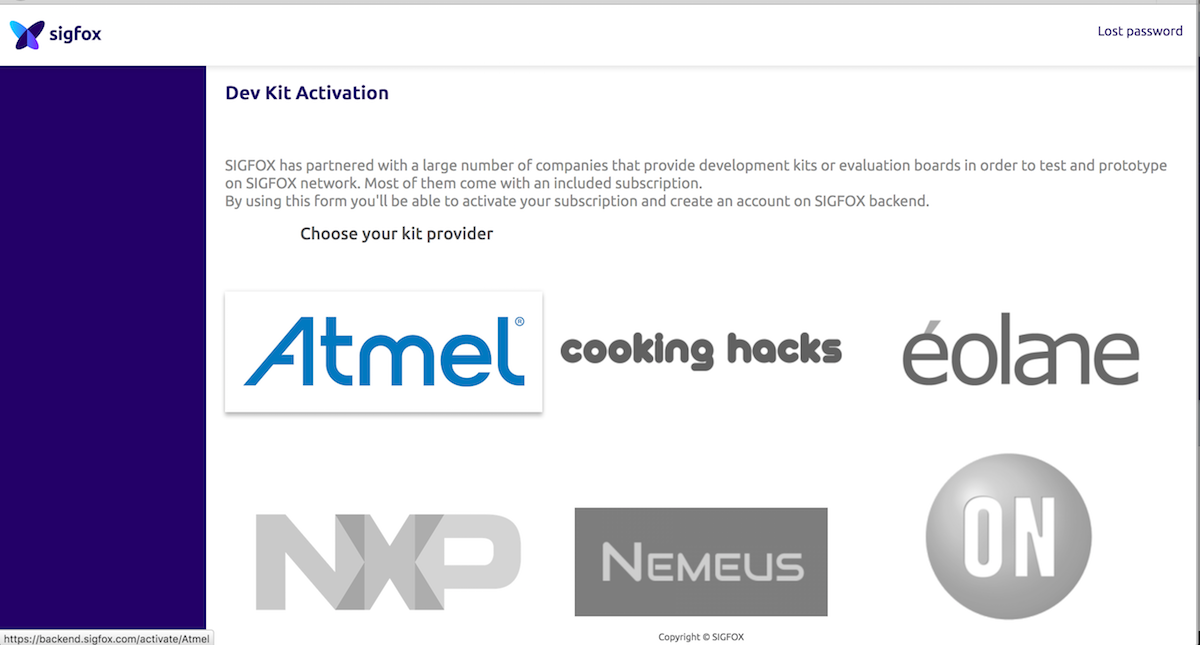 sigfox
Lost password
Dev Kit Activation
SIGFOX has partnered with a large number of companies that provide development kits or evaluation boards in order to test and prototype
on SIGFOX network. Most of them come with an included subscription.
By using this form you'll be able to activate your subscription and create an account on SIGFOX backend.
Choose your kit provider
Atmel®
cooking hacks
éolane
NXP
NEMEUS
ON
Copyright © SIGFOX
https://backend.sigfox.com/activate/Atmel